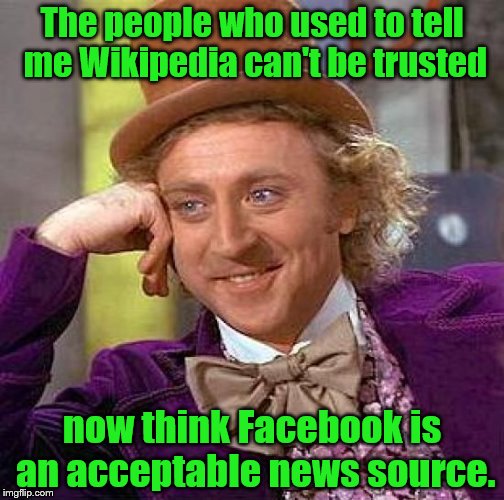 The people who used to tell
me Wikipedia can't be trusted
now think Facebook is
an acceptable news source.
imgflip.com